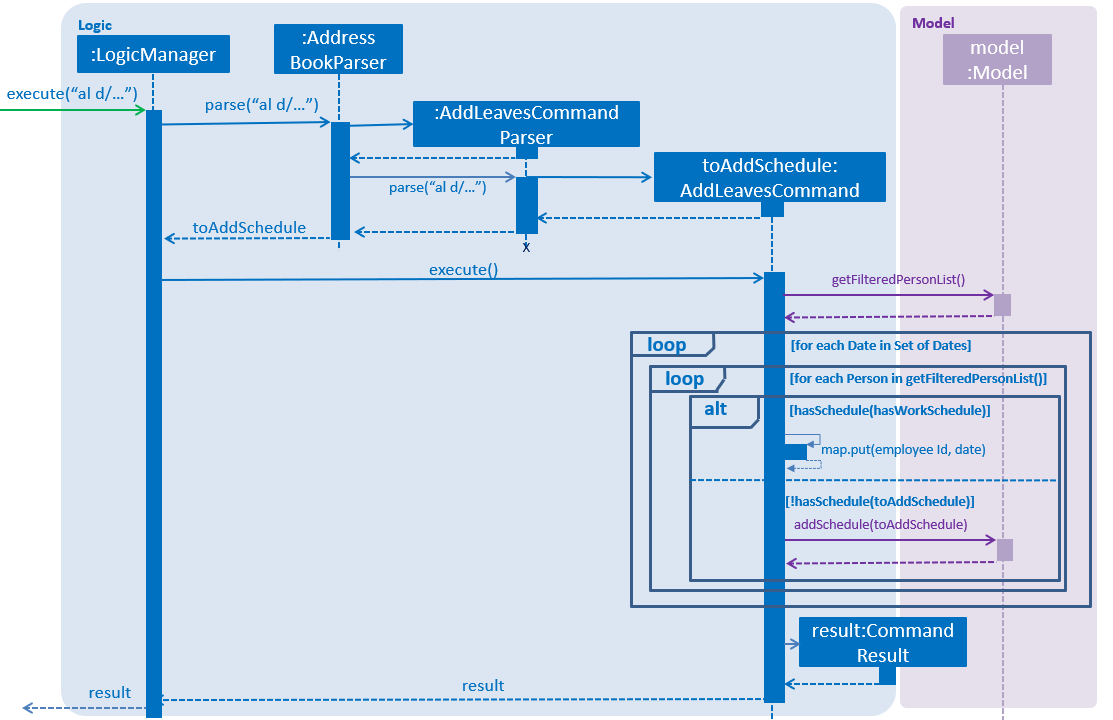 Logic
Model
:LogicManager
:Address
BookParser
model
:Model
execute(“al d/…”)
parse(“al d/…”)
:AddLeavesCommand
Parser
toAddSchedule:
AddLeavesCommand
parse(“al d/…”)
toAddSchedule
x
execute()
getFilteredPersonList()
loop
[for each Date in Set of Dates]
loop
[for each Person in getFilteredPersonList()]
alt
[hasSchedule(hasWorkSchedule)]
map.put(employee Id, date)
[!hasSchedule(toAddSchedule)]
addSchedule(toAddSchedule)
result:Command
Result
result
result